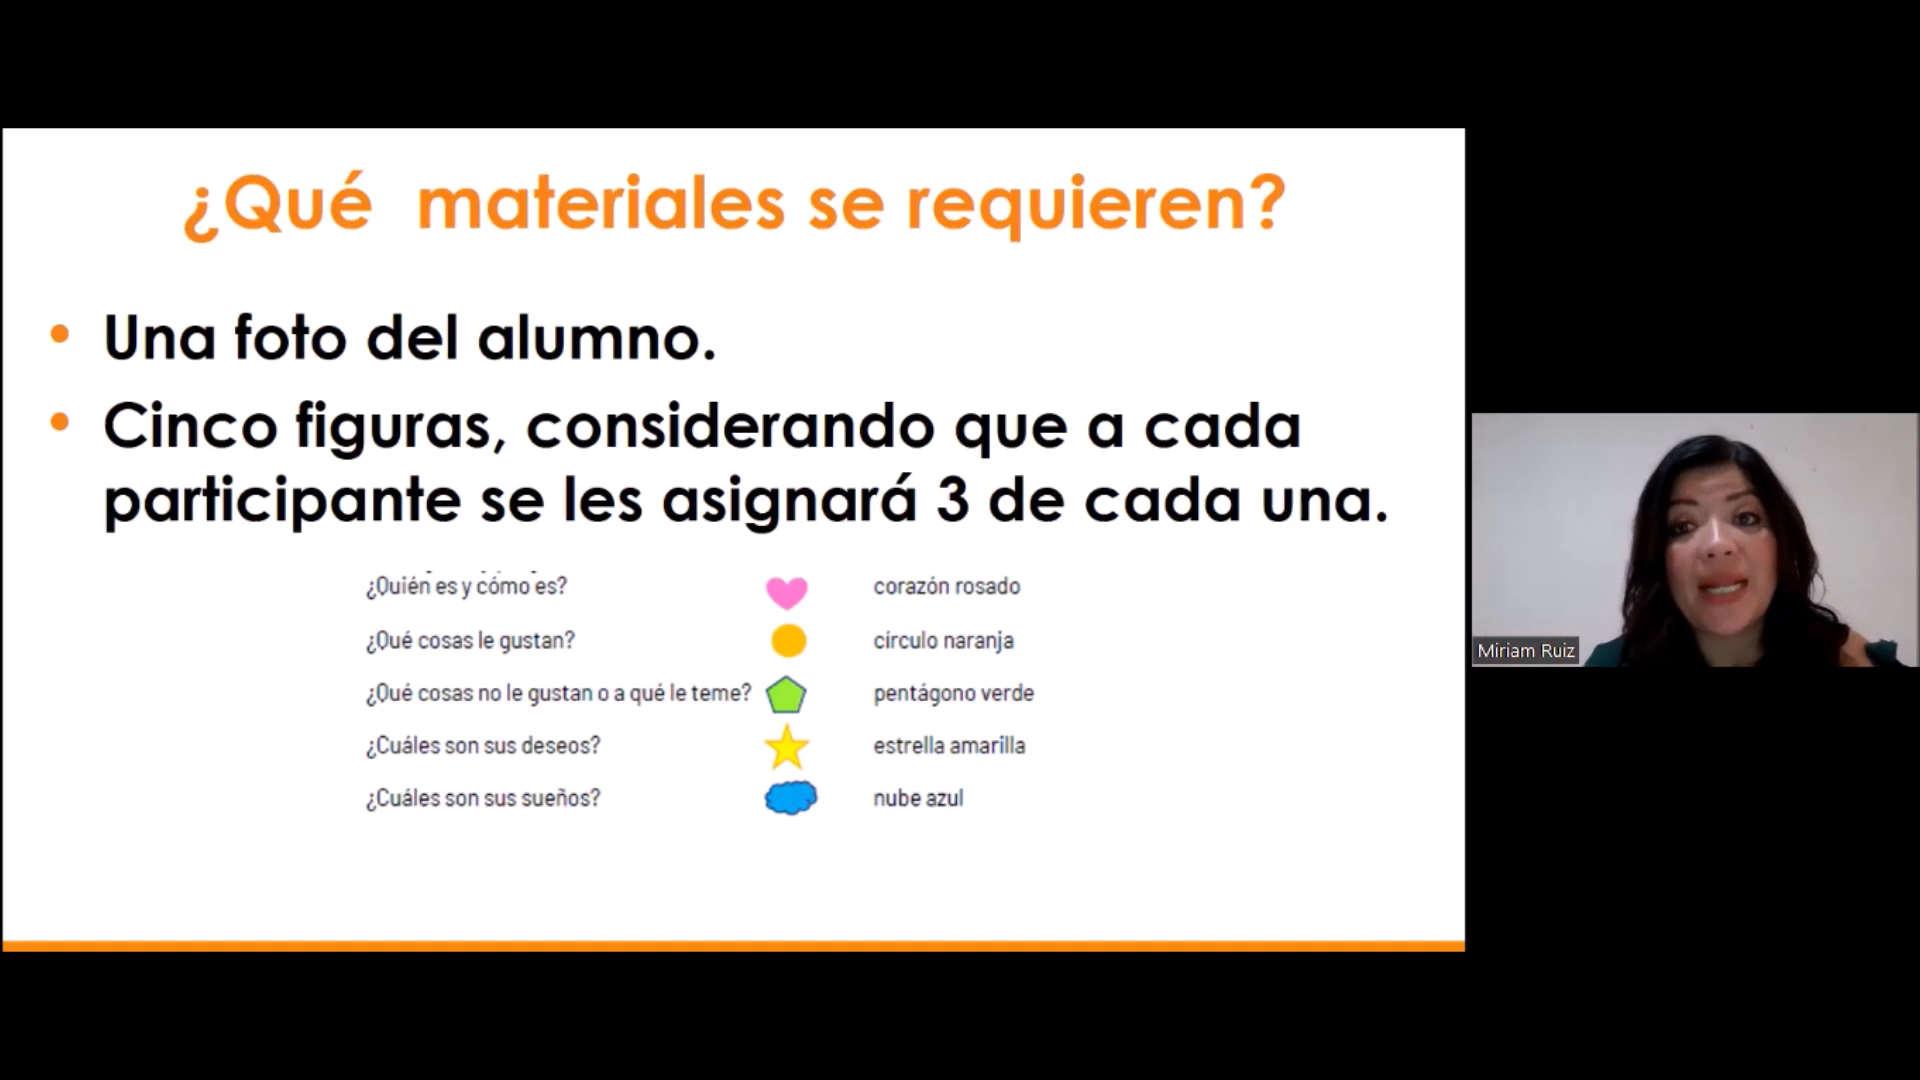 ¿Qué materiales se requieren?
• Una foto del alumno.
• Cinco figuras, considerando que a cada
participante se les asignará 3 de cada una.
¿Quién es y cómo es? corazón rosado
¿Qué cosas le gustan? círculo naranja
¿Qué cosas no le gustan o a qué le teme? pentágono verde
¿Cuáles son sus deseos? estrella amarilla
¿Cuáles son sus sueños? nube azul
Miriam Ruiz